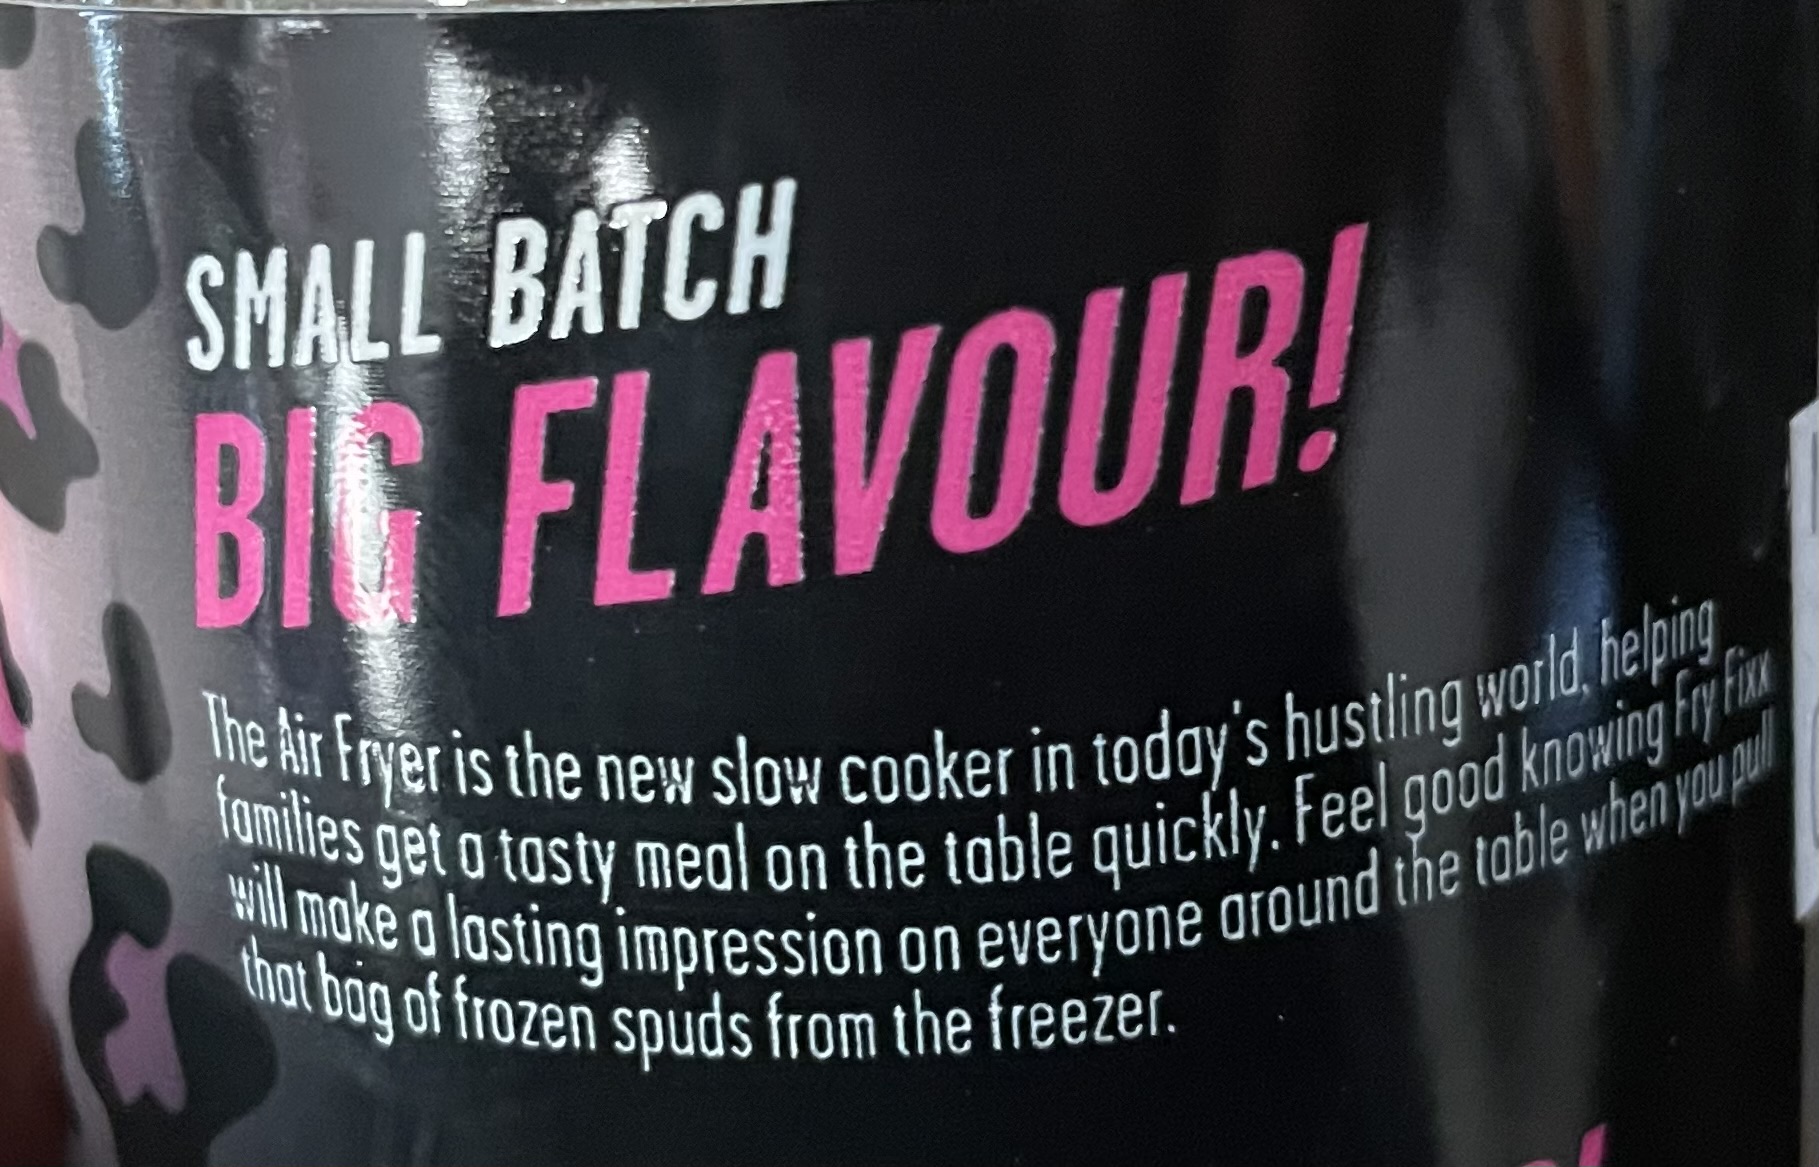 SMALL BATCH
BIG FLAVOUR!
The Air Fryer is the new slow cooker in today's hustling world, helping
families get a tasty meal on the table quickly. Feel good knowing Fry Fixx
will make a lasting impression on everyone around the table when you pull
that bag of frozen spuds from the freezer.